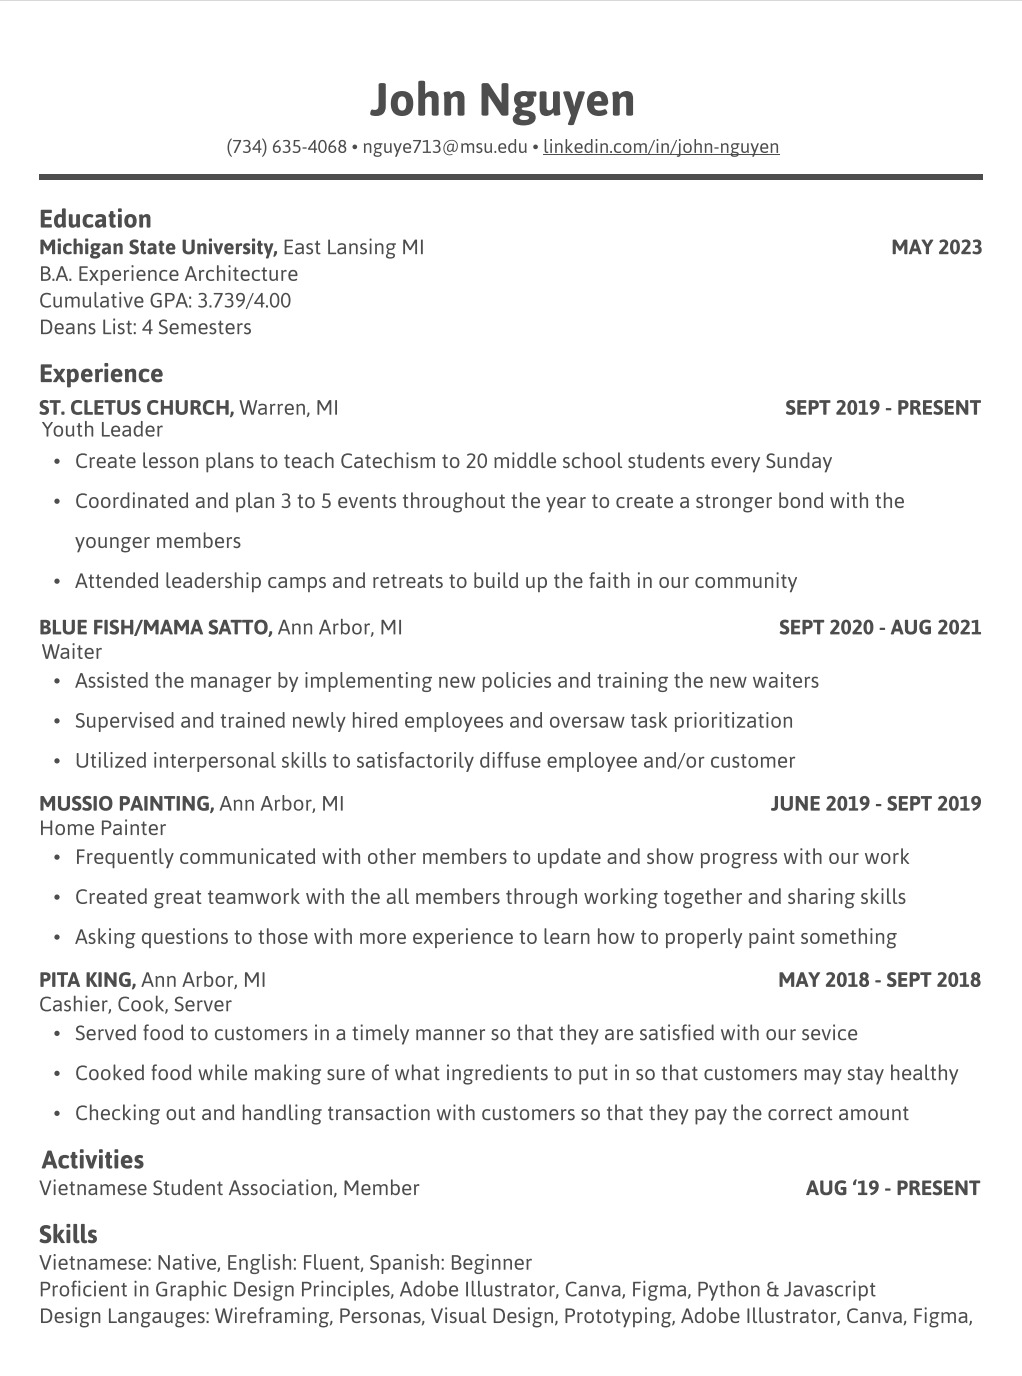 John Nguyen
(734) 635-4068 • nguye713@msu.edu • linkedin.com/in/john-nguyen
Education
Michigan State University, East Lansing MI MAY 2023
B.A. Experience Architecture
Cumulative GPA: 3.739/4.00
Deans List: 4 Semesters
Experience
ST. CLETUS CHURCH, Warren, MI SEPT 2019 - PRESENT
Youth Leader
• Create lesson plans to teach Catechism to 20 middle school students every Sunday
• Coordinated and plan 3 to 5 events throughout the year to create a stronger bond with the
younger members
• Attended leadership camps and retreats to build up the faith in our community
BLUE FISH/MAMA SATTO, Ann Arbor, MI SEPT 2020 - AUG 2021
Waiter
• Assisted the manager by implementing new policies and training the new waiters
• Supervised and trained newly hired employees and oversaw task prioritization
• Utilized interpersonal skills to satisfactorily diffuse employee and/or customer
MUSSIO PAINTING, Ann Arbor, MI JUNE 2019 - SEPT 2019
Home Painter
• Frequently communicated with other members to update and show progress with our work
• Created great teamwork with the all members through working together and sharing skills
• Asking questions to those with more experience to learn how to properly paint something
PITA KING, Ann Arbor, MI MAY 2018 - SEPT 2018
Cashier, Cook, Server
• Served food to customers in a timely manner so that they are satisfied with our sevice
• Cooked food while making sure of what ingredients to put in so that customers may stay healthy
• Checking out and handling transaction with customers so that they pay the correct amount
Activities
Vietnamese Student Association, Member AUG ‘19 - PRESENT
Skills
Vietnamese: Native, English: Fluent, Spanish: Beginner
Proficient in Graphic Design Principles, Adobe Illustrator, Canva, Figma, Python & Javascript
Design Langauges: Wireframing, Personas, Visual Design, Prototyping, Adobe Illustrator, Canva, Figma,